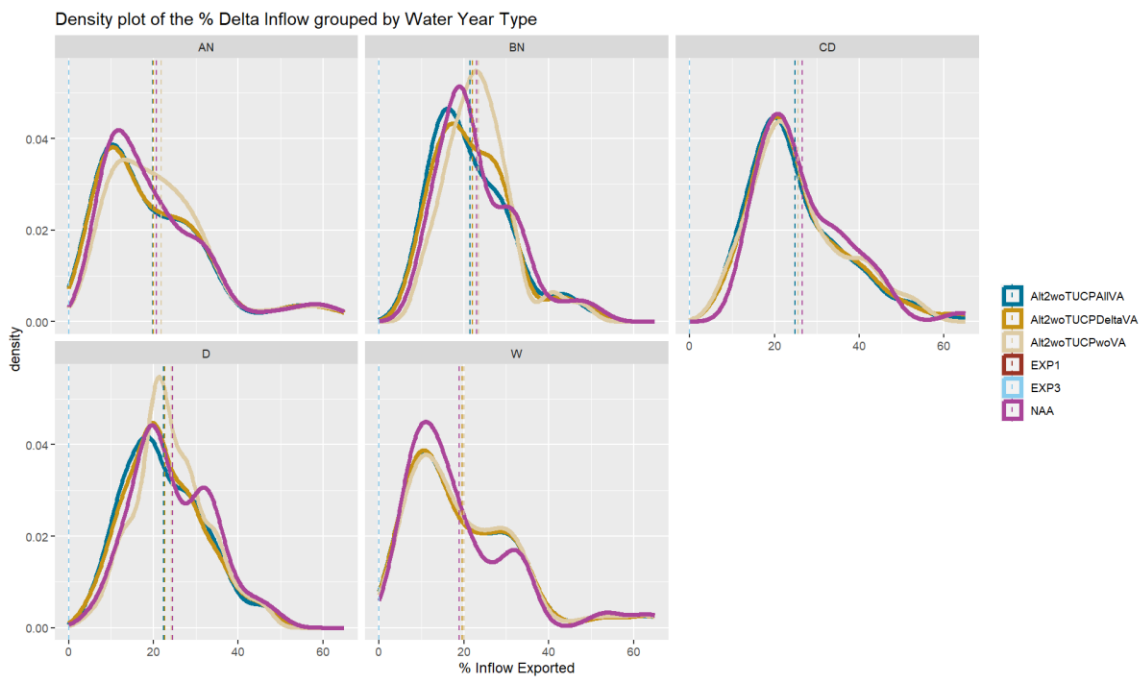 Density plot of the % Delta Inflow grouped by Water Year Type
AN
BN
CD
0.04
0.02
0.00
D
W
0
20
40
60
0.04
0.02
0.00
0
20
40
60
0
20
40
60
density
% Inflow Exported
Alt2woTUCPAllVA
Alt2woTUCPDeltaVA
Alt2woTUCPwoVA
EXP1
EXP3
NAA